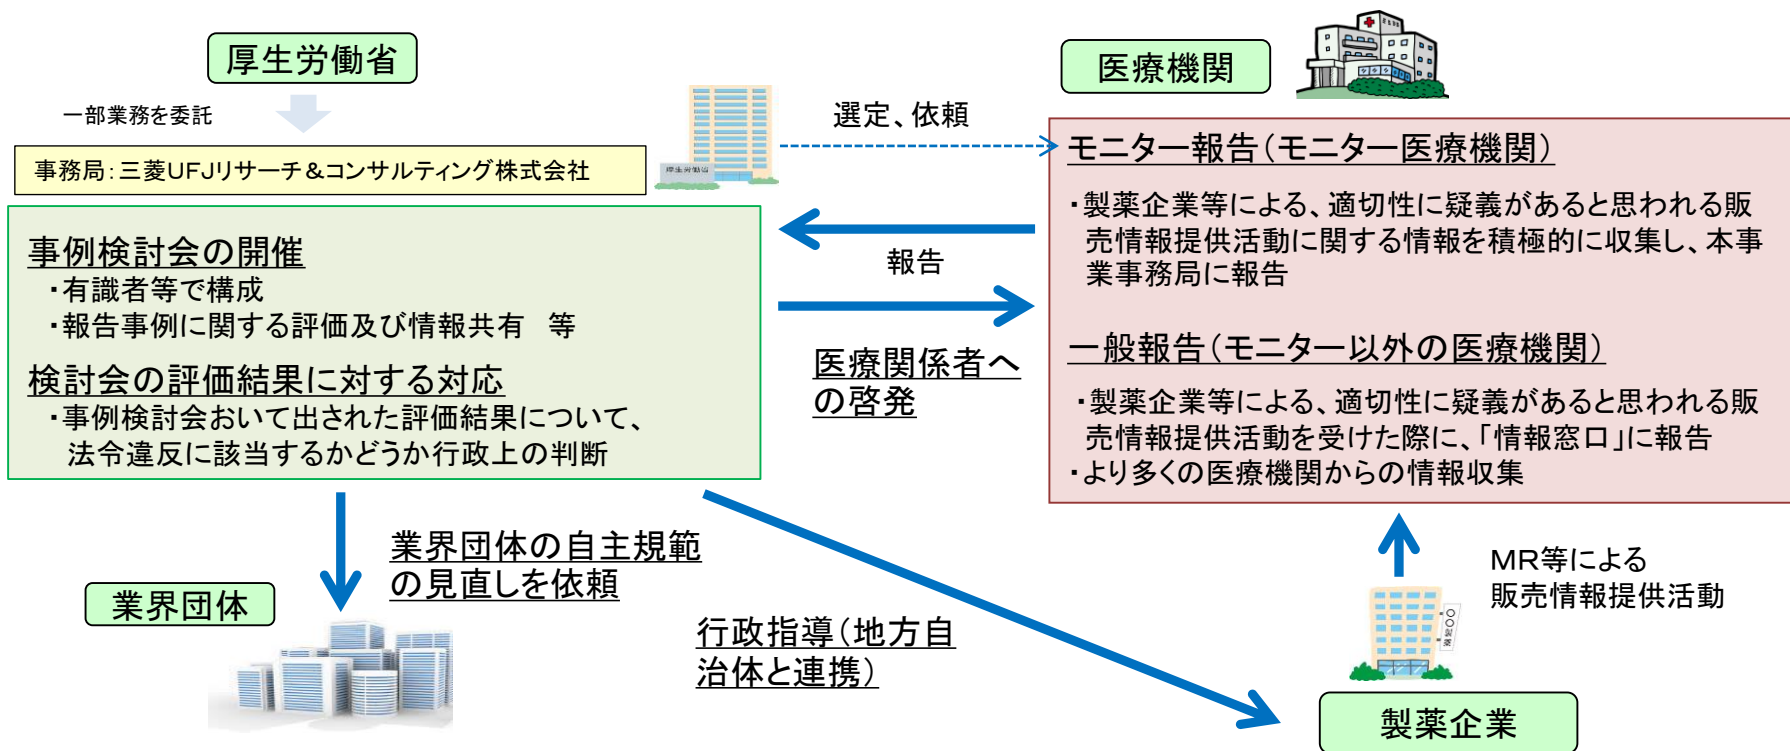 厚生労働省
一部業務を委託
事務局：三菱UFJリサーチ＆コンサルティング株式会社
厚生労働省
事例検討会の開催
・有識者等で構成
・報告事例に関する評価及び情報共有　等
検討会の評価結果に対する対応
・事例検討会おいて出された評価結果について、
法令違反に該当するかどうか行政上の判断
選定、依頼
報告
医療関係者へ
の啓発
医療機関
モニター報告（モニター医療機関）
・製薬企業等による、適切性に疑義があると思われる販
売情報提供活動に関する情報を積極的に収集し、本事
業事務局に報告
一般報告（モニター以外の医療機関）
・製薬企業等による、適切性に疑義があると思われる販
売情報提供活動を受けた際に、「情報窓口」に報告
・より多くの医療機関からの情報収集
業界団体の自主規範
の見直しを依頼
業界団体
行政指導（地方自
治体と連携）
MR等による
販売情報提供活動
製薬企業